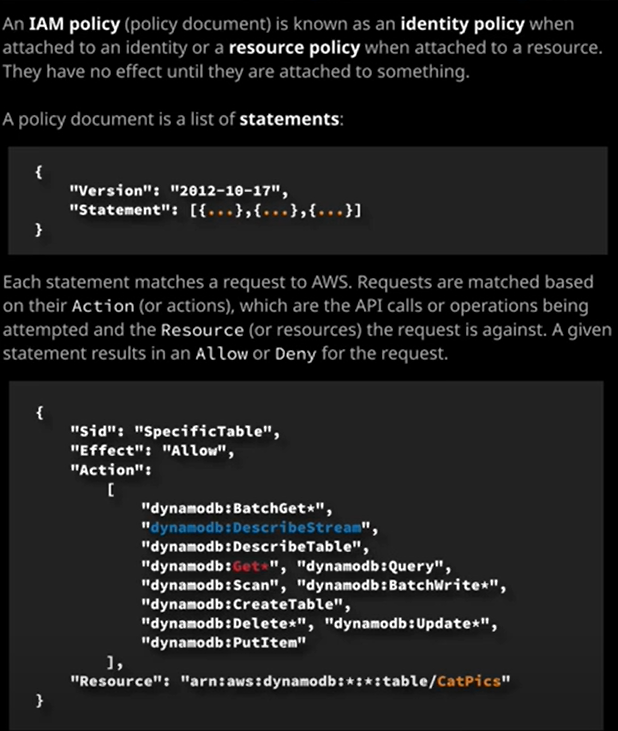 An IAM policy (policy document) is known as an identity policy when
attached to an identity or a resource policy when attached to a resource.
They have no effect until they are attached to something.
A policy document is a list of statements:
{
"Version": "2012-10-17",
"Statement": [{...},{...},{...}]
}
Each statement matches a request to AWS. Requests are matched based
on their Action (or actions), which are the API calls or operations being
attempted and the Resource (or resources) the request is against. A given
statement results in an Allow or Deny for the request.
{
"Sid": "SpecificTable",
"Effect": "Allow",
"Action":
[
"dynamodb:BatchGet*",
"dynamodb:DescribeStream",
"dynamodb:DescribeTable",
"dynamodb:Get*", "dynamodb:Query",
"dynamodb:Scan", "dynamodb:BatchWrite*",
"dynamodb:CreateTable",
"dynamodb:Delete*", "dynamodb:Update*",
"dynamodb:PutItem"
],
"Resource": "arn:aws:dynamodb:*:*:table/CatPics"
}